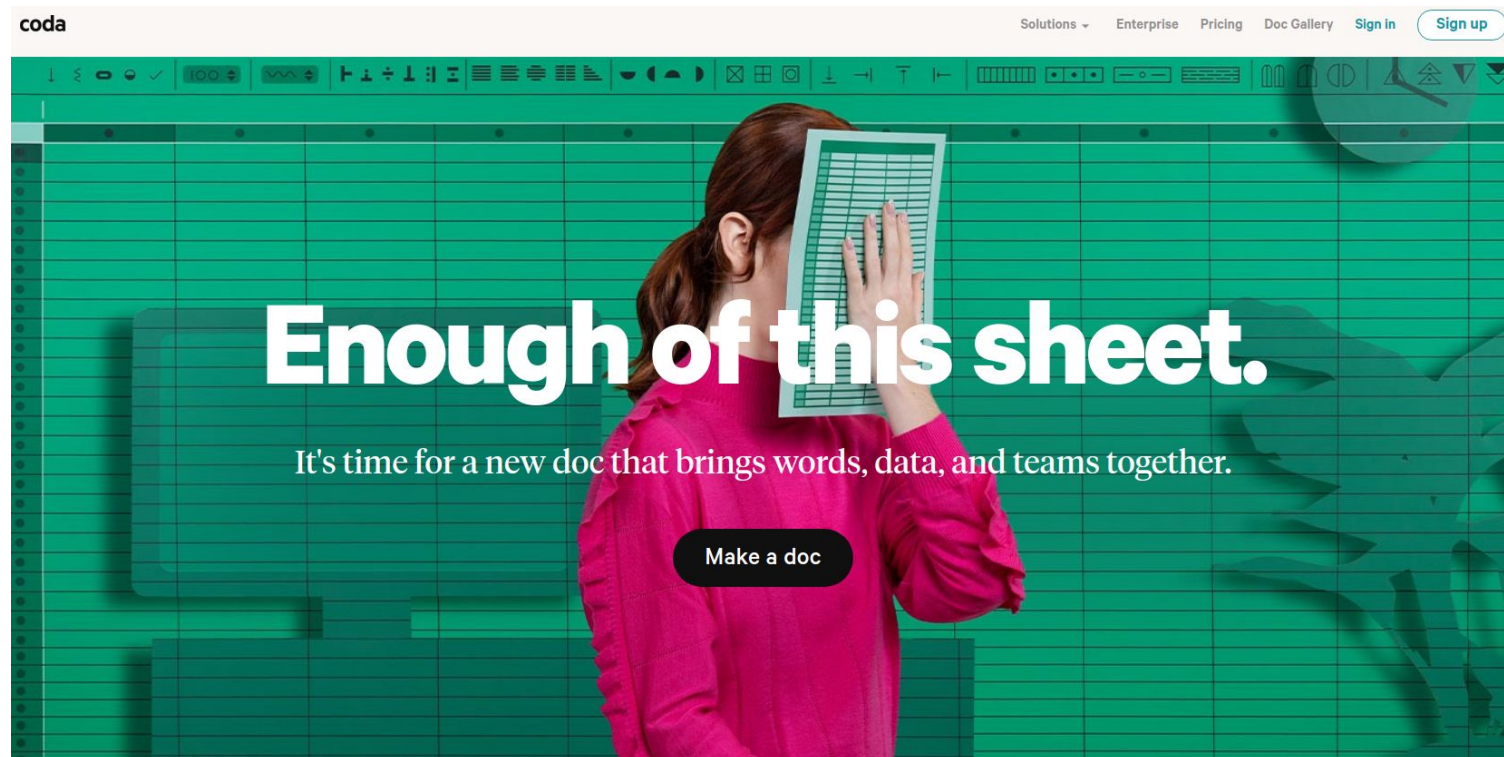 coda
Solutions Enterprise Pricing Doc Gallery Sign in Sign up
100
Enough of this sheet.
It's time for a new doc that brings words, data, and teams together.
Make a doc